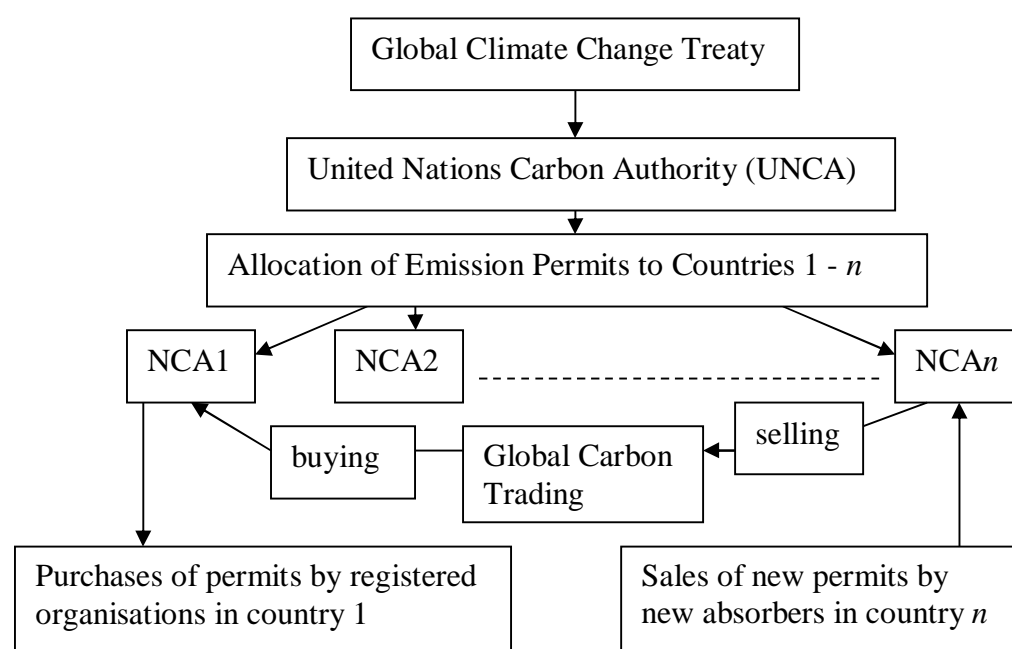 Global Climate Change Treaty
United Nations Carbon Authority (UNCA)
Allocation of Emission Permits to Countries 1 - n
NCA1
NCA2
NCAn
buying
Global Carbon
Trading
selling
Purchases of permits by registered
organisations in country 1
Sales of new permits by
new absorbers in country n